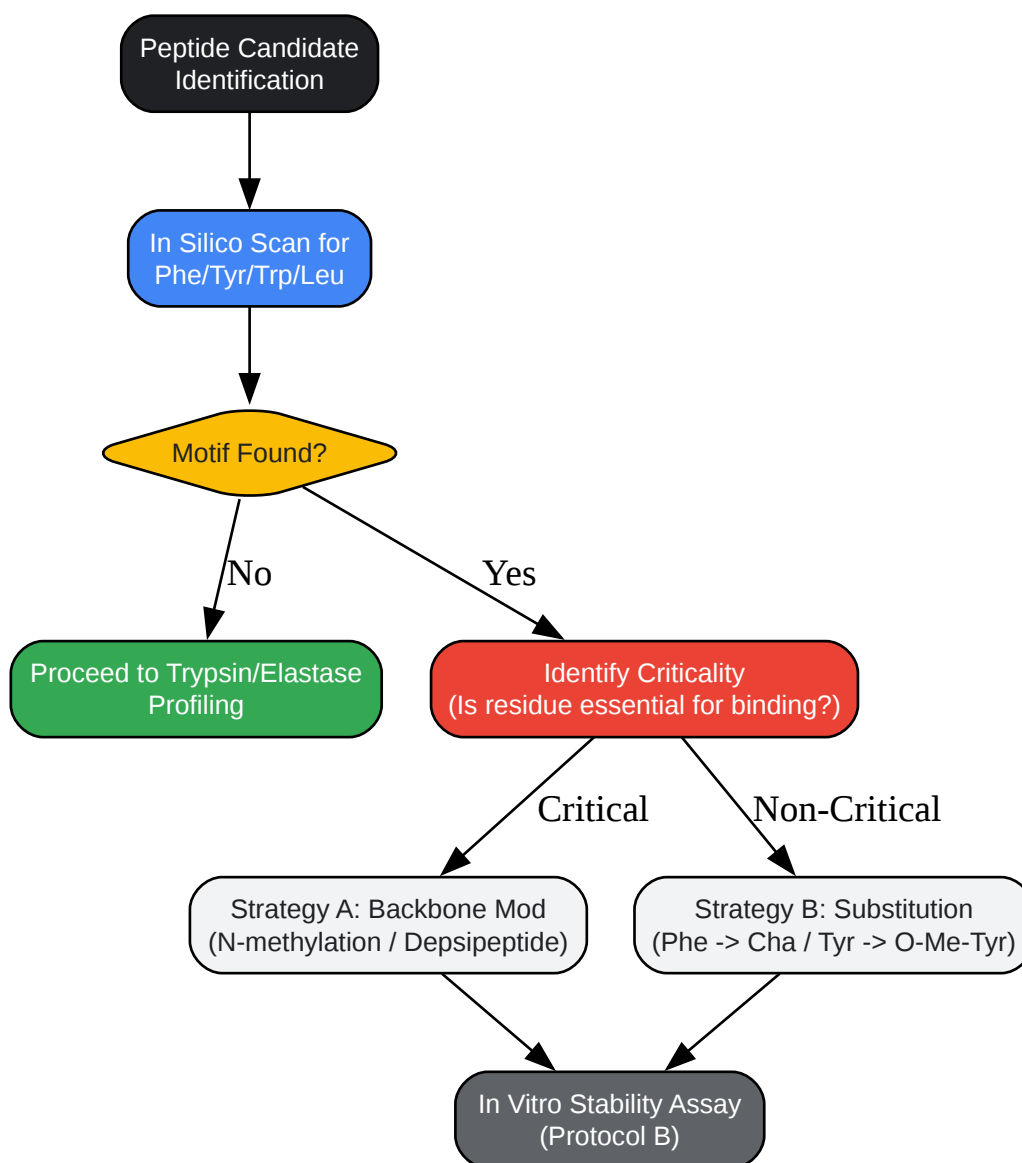 Peptide Candidate
Identification
In Silico Scan for
Phe/Tyr/Trp/Leu
Motif Found?
No
Yes
Proceed to Trypsin/Elastase
Profiling
Identify Criticality
(Is residue essential for binding?)
Critical
Non-Critical
Strategy A: Backbone Mod
(N-methylation / Depsipeptide)
Strategy B: Substitution
(Phe -> Cha / Tyr -> O-Me-Tyr)
In Vitro Stability Assay
(Protocol B)